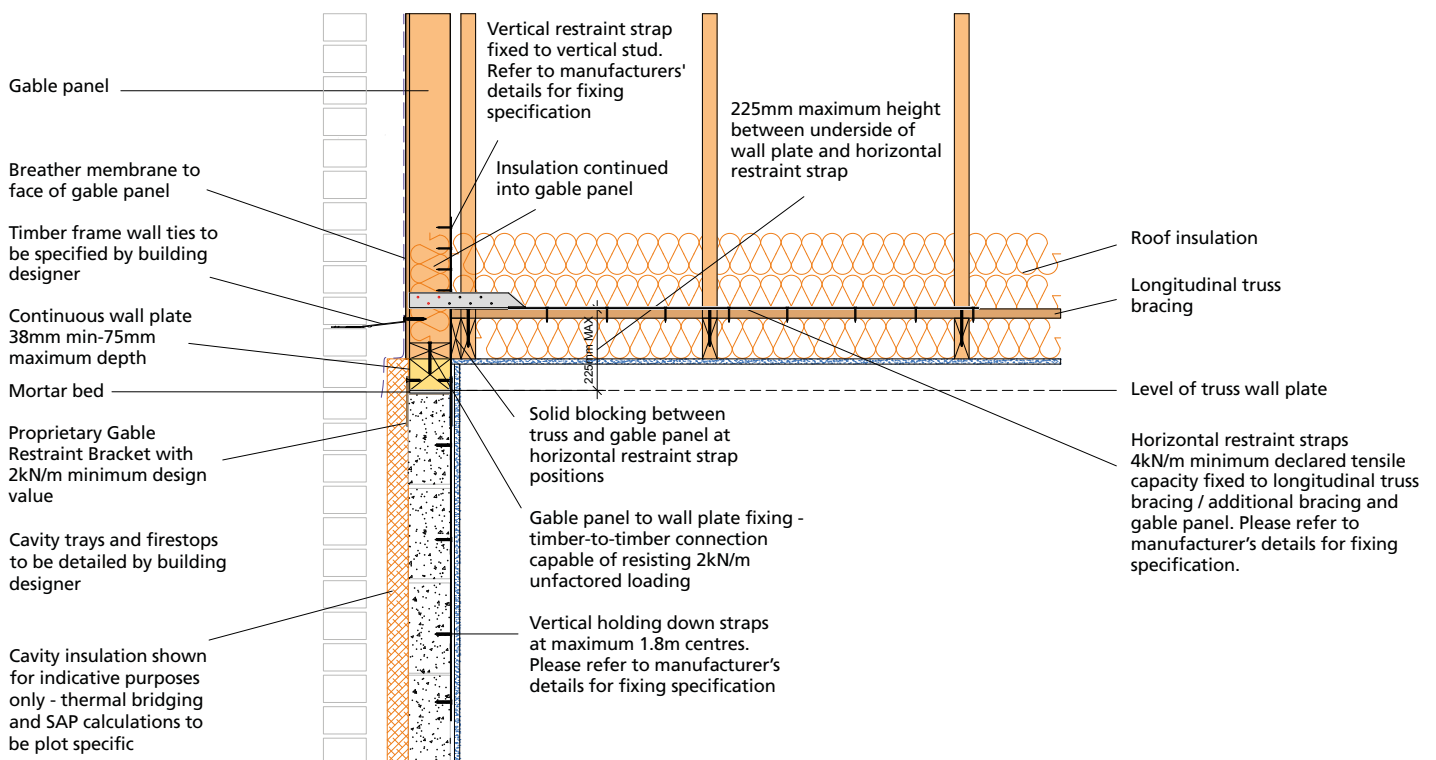 Gable panel
Breather membrane to
face of gable panel
Timber frame wall ties to
be specified by building
designer
Continuous wall plate
38mm min-75mm
maximum depth
Mortar bed
Proprietary Gable
Restraint Bracket with
2kN/m minimum design
value
Cavity trays and firestops
to be detailed by building
designer
Cavity insulation shown
for indicative purposes
only - thermal bridging
and SAP calculations to
be plot specific
Vertical restraint strap
fixed to vertical stud.
Refer to manufacturers'
details for fixing
specification
Insulation continued
into gable panel
225mm maximum height
between underside of
wall plate and horizontal
restraint strap
225mm MAX
Solid blocking between
truss and gable panel at
horizontal restraint strap
positions
Gable panel to wall plate fixing -
timber-to-timber connection
capable of resisting 2kN/m
unfactored loading
Vertical holding down straps
at maximum 1.8m centres.
Please refer to manufacturer's
details for fixing specification
Roof insulation
Longitudinal truss
bracing
Level of truss wall plate
Horizontal restraint straps
4kN/m minimum declared tensile
capacity fixed to longitudinal truss
bracing / additional bracing and
gable panel. Please refer to
manufacturer's details for fixing
specification.